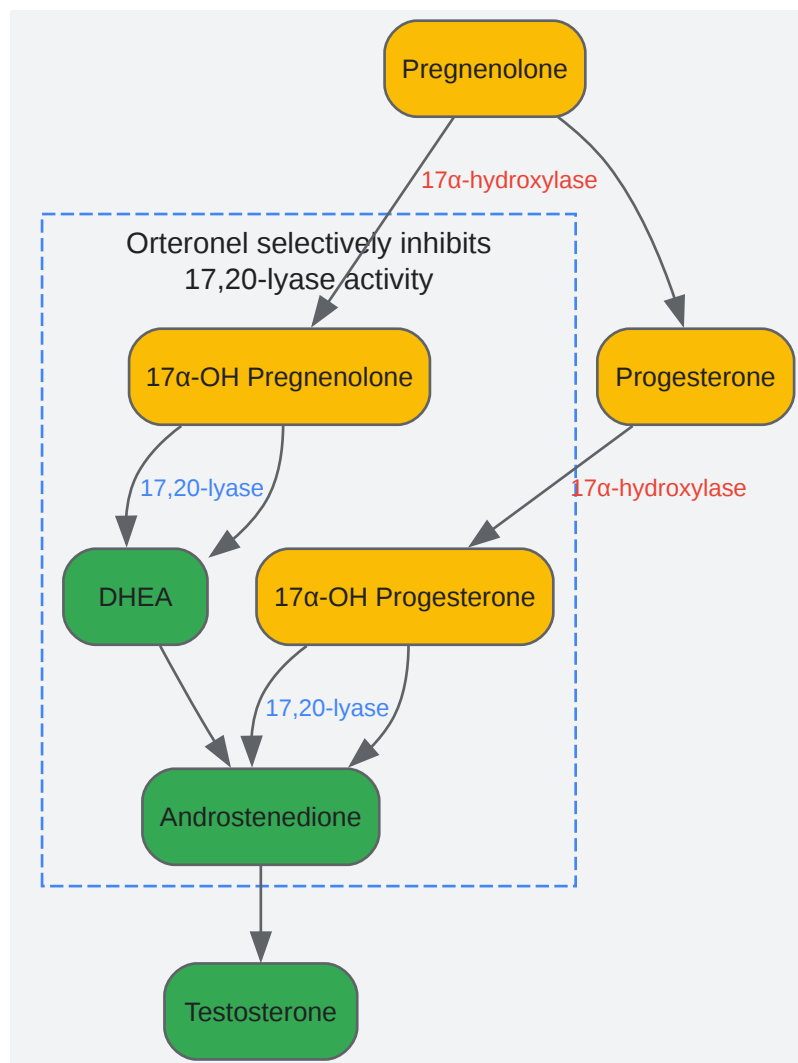 Pregnenolone
17α-hydroxylase
Orteronel selectively inhibits
17,20-lyase activity
17α-OH Pregnenolone
Progesterone
17,20-lyase
17α-hydroxylase
DHEA
17α-OH Progesterone
17,20-lyase
Androstenedione
Testosterone